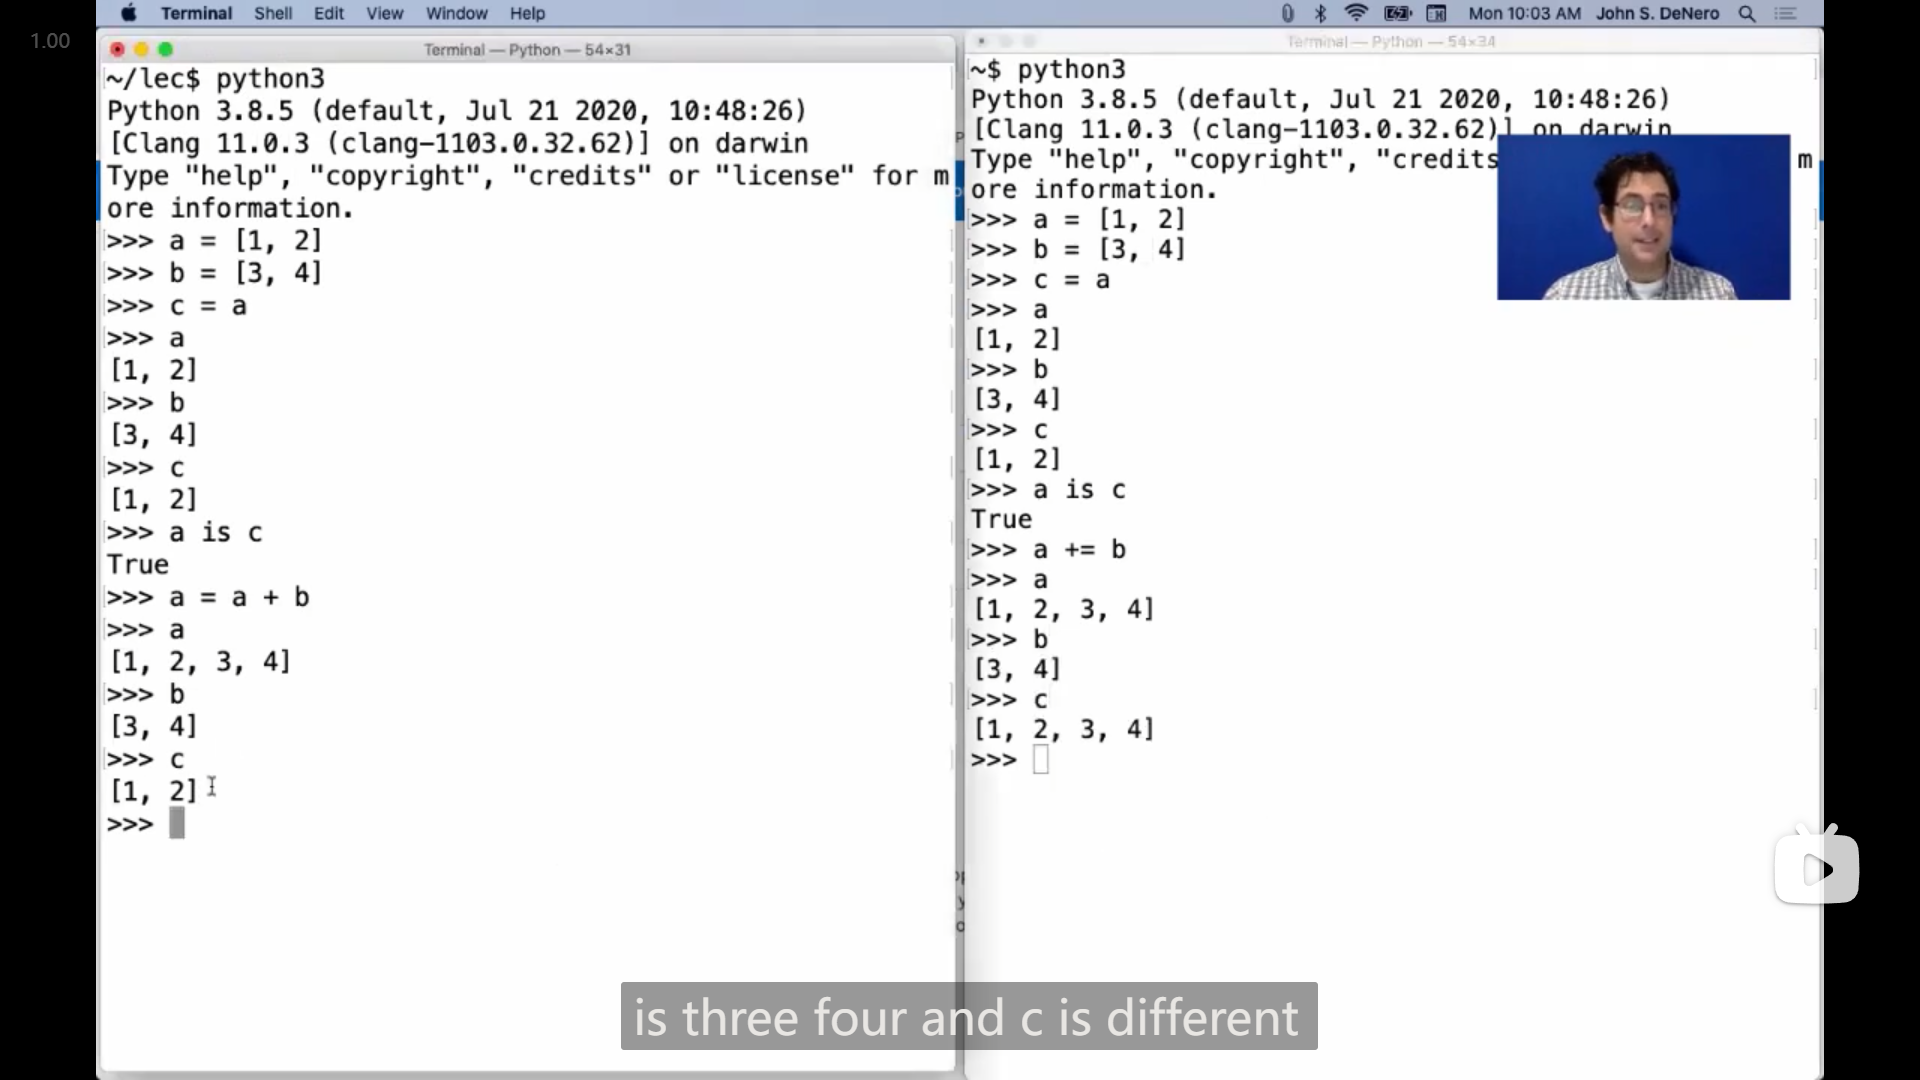 Terminal Shell Edit View Window Help Mon 10:03 AM John S. DeNero
1.00
Terminal — Python — 54×31
~/lec$ python3
Python 3.8.5 (default, Jul 21 2020, 10:48:26)
[Clang 11.0.3 (clang-1103.0.32.62)] on darwin
Type "help", "copyright", "credits" or "license" for m
ore information.
>>> a = [1, 2]
>>> b = [3, 4]
>>> c = a
>>> a
[1, 2]
>>> b
[3, 4]
>>> c
[1, 2]
>>> a is c
True
>>> a = a + b
>>> a
[1, 2, 3, 4]
>>> b
[3, 4]
>>> c
[1, 2]
>>>
Terminal — Python — 54×34
~$ python3
Python 3.8.5 (default, Jul 21 2020, 10:48:26)
[Clang 11.0.3 (clang-1103.0.32.62)] on darwin
Type "help", "copyright", "credits m
ore information.
>>> a = [1, 2]
>>> b = [3, 4]
>>> c = a
>>> a
[1, 2]
>>> b
[3, 4]
>>> c
[1, 2]
>>> a is c
True
>>> a += b
>>> a
[1, 2, 3, 4]
>>> b
[3, 4]
>>> c
[1, 2, 3, 4]
>>>
is three four and c is different